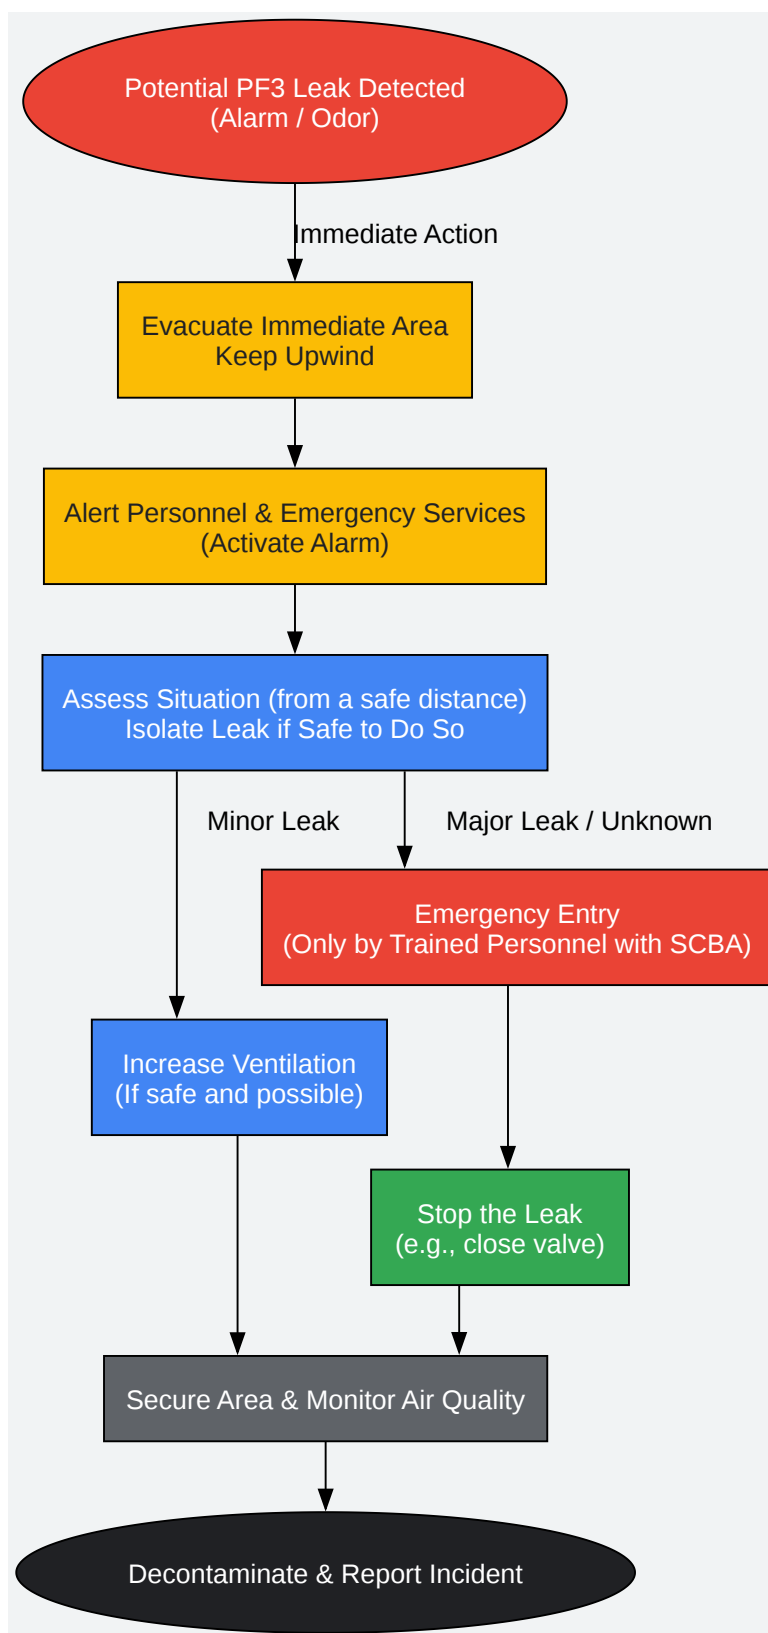 Potential PF3 Leak Detected
(Alarm / Odor)
Immediate Action
Evacuate Immediate Area
Keep Upwind
Alert Personnel & Emergency Services
(Activate Alarm)
Assess Situation (from a safe distance)
Isolate Leak if Safe to Do So
Minor Leak
Major Leak / Unknown
Emergency Entry
(Only by Trained Personnel with SCBA)
Increase Ventilation
(If safe and possible)
Stop the Leak
(e.g., close valve)
Secure Area & Monitor Air Quality
Decontaminate & Report Incident